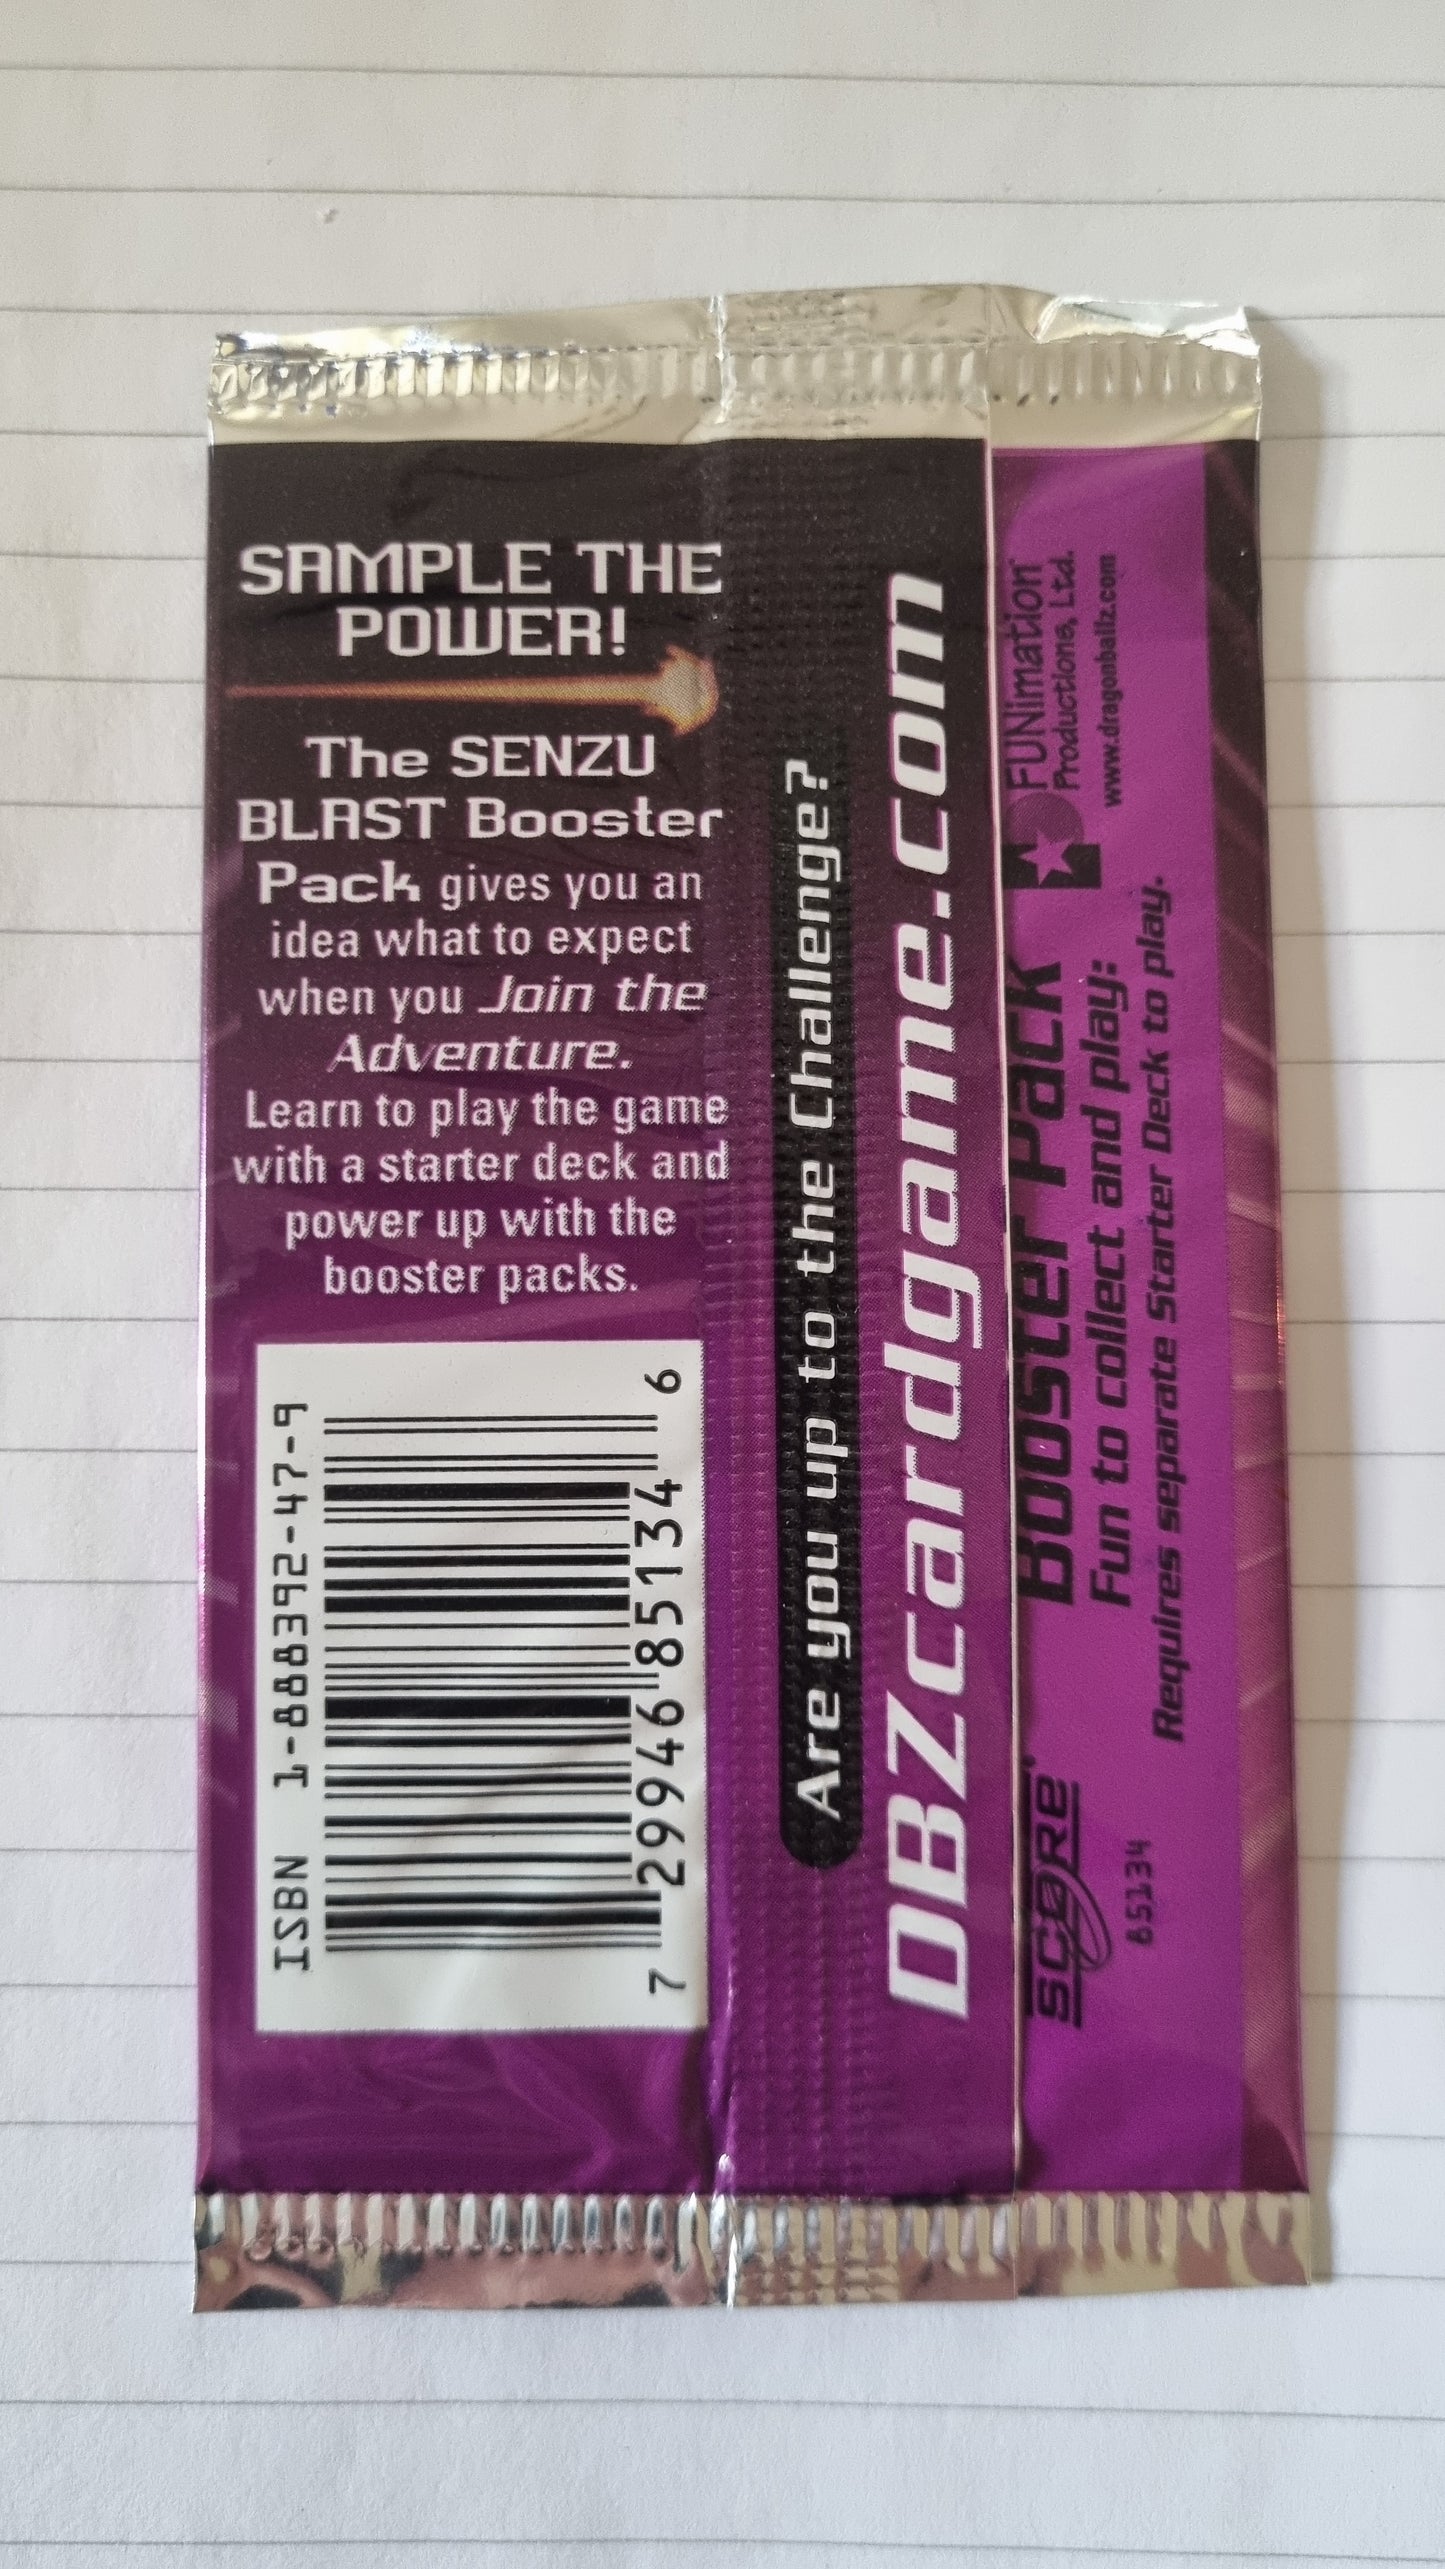 SAMPLE THE
POWER!
The SENZU
BLAST Booster
Pack gives you an
idea what to expect
when you Join the
Adventure.
Learn to play the game
with a starter deck and
power up with the
booster packs.
ISBN 1-888392-47-9
7 29946 85134 6
Are you up to the Challenge?
DBZcardgame.com
Booster Pack
Fun to collect and play:
Requires separate Starter Deck to play.
FUNimation™
Productions, Ltd.
www.dragonballz.com
SCORE®
85134